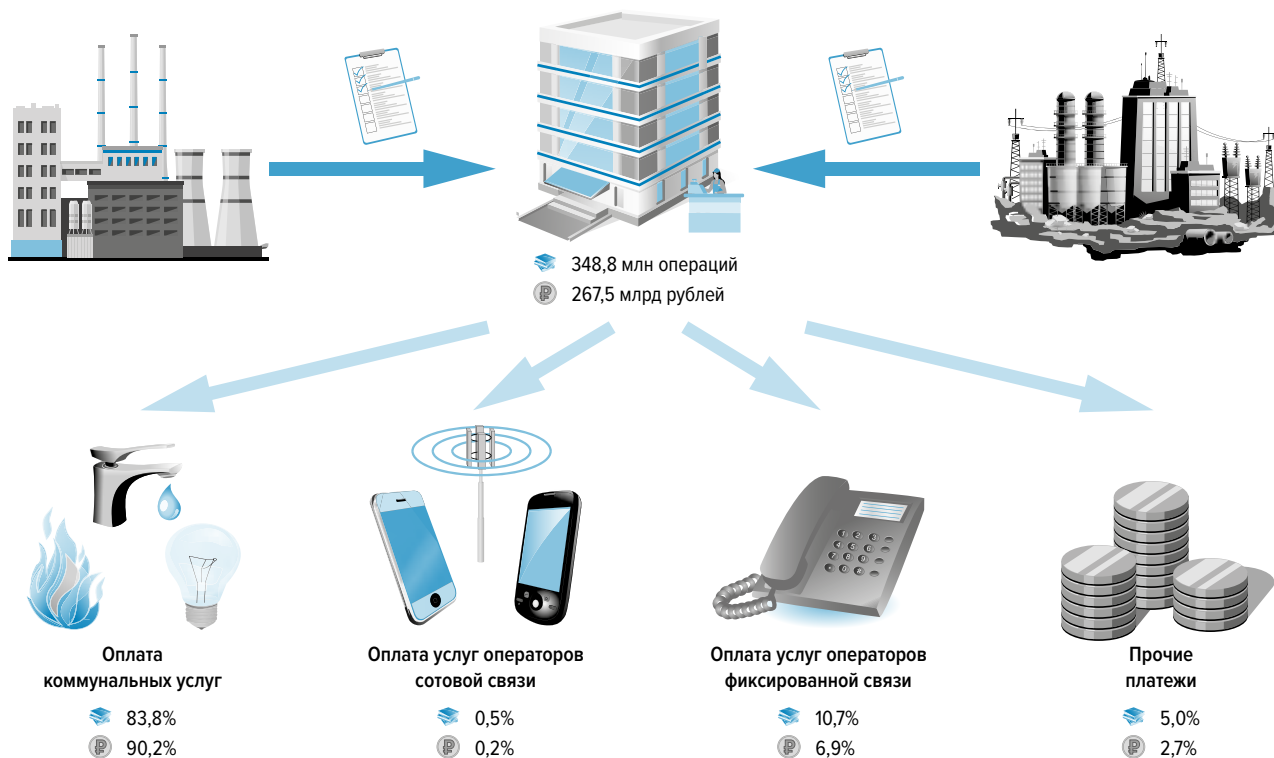 348,8 млн операций
267,5 млрд рублей
Оплата
коммунальных услуг
83,8%
90,2%
Оплата услуг операторов
сотовой связи
0,5%
0,2%
Оплата услуг операторов
фиксированной связи
10,7%
6,9%
Прочие
платежи
5,0%
2,7%